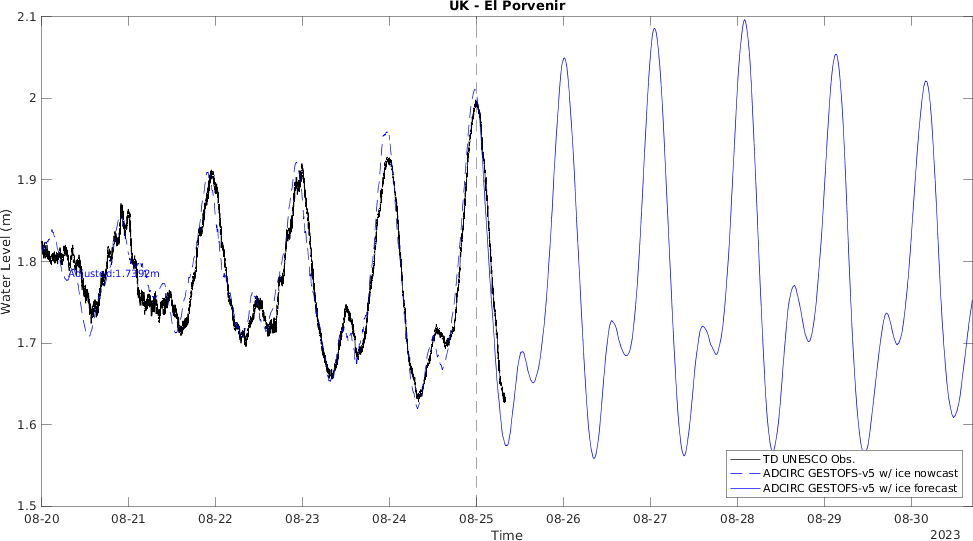 UK - El Porvenir
2.1
2
1.9
1.8
1.7
1.6
1.5
Water Level (m)
Adjusted:1.7392m
TD UNESCO Obs.
ADCIRC GESTOFS-v5 w/ ice nowcast
ADCIRC GESTOFS-v5 w/ ice forecast
08-20 08-21 08-22 08-23 08-24 08-25 08-26 08-27 08-28 08-29 08-30
Time
2023